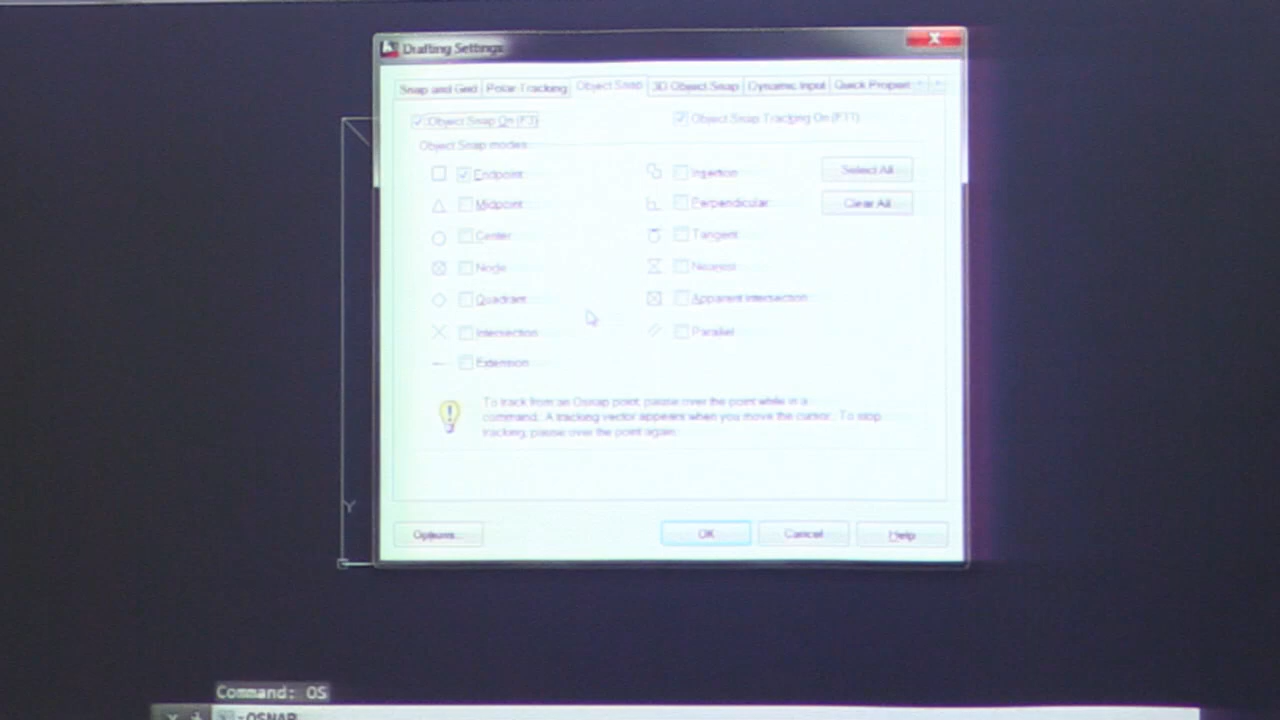 Drafting Settings
Snap and Grid Polar Tracking Object Snap 3D Object Snap Dynamic Input Quick Propert
Object Snap On (F3) Object Snap Tracking On (F11)
Object Snap modes
Endpoint Insertion Select All
Midpoint Perpendicular Clear All
Center Tangent
Node Nearest
Quadrant Apparent intersection
Intersection Parallel
Extension
To track from an Osnap point, pause over the point while in a
command. A tracking vector appears when you move the cursor. To stop
tracking, pause over the point again.
Y
Options... OK Cancel Help
Command: OS
-OSNAP